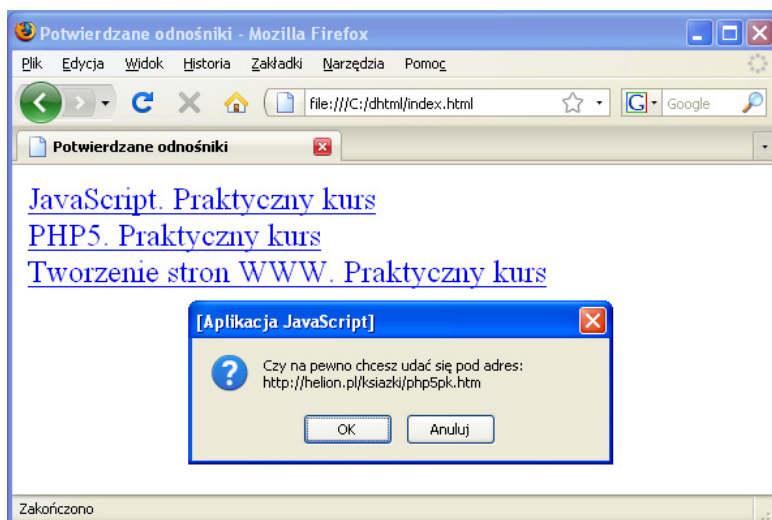 Potwierdzane odnośniki - Mozilla Firefox
Plik Edycja Widok Historia Zakładki Narzędzia Pomoc
file:///C:/dhtml/index.html G Google
Potwierdzane odnośniki
JavaScript. Praktyczny kurs
PHP5. Praktyczny kurs
Tworzenie stron WWW. Praktyczny kurs
[Aplikacja JavaScript]
Czy na pewno chcesz udać się pod adres:
http://helion.pl/ksiazki/php5pk.htm
OK Anuluj
Zakończono